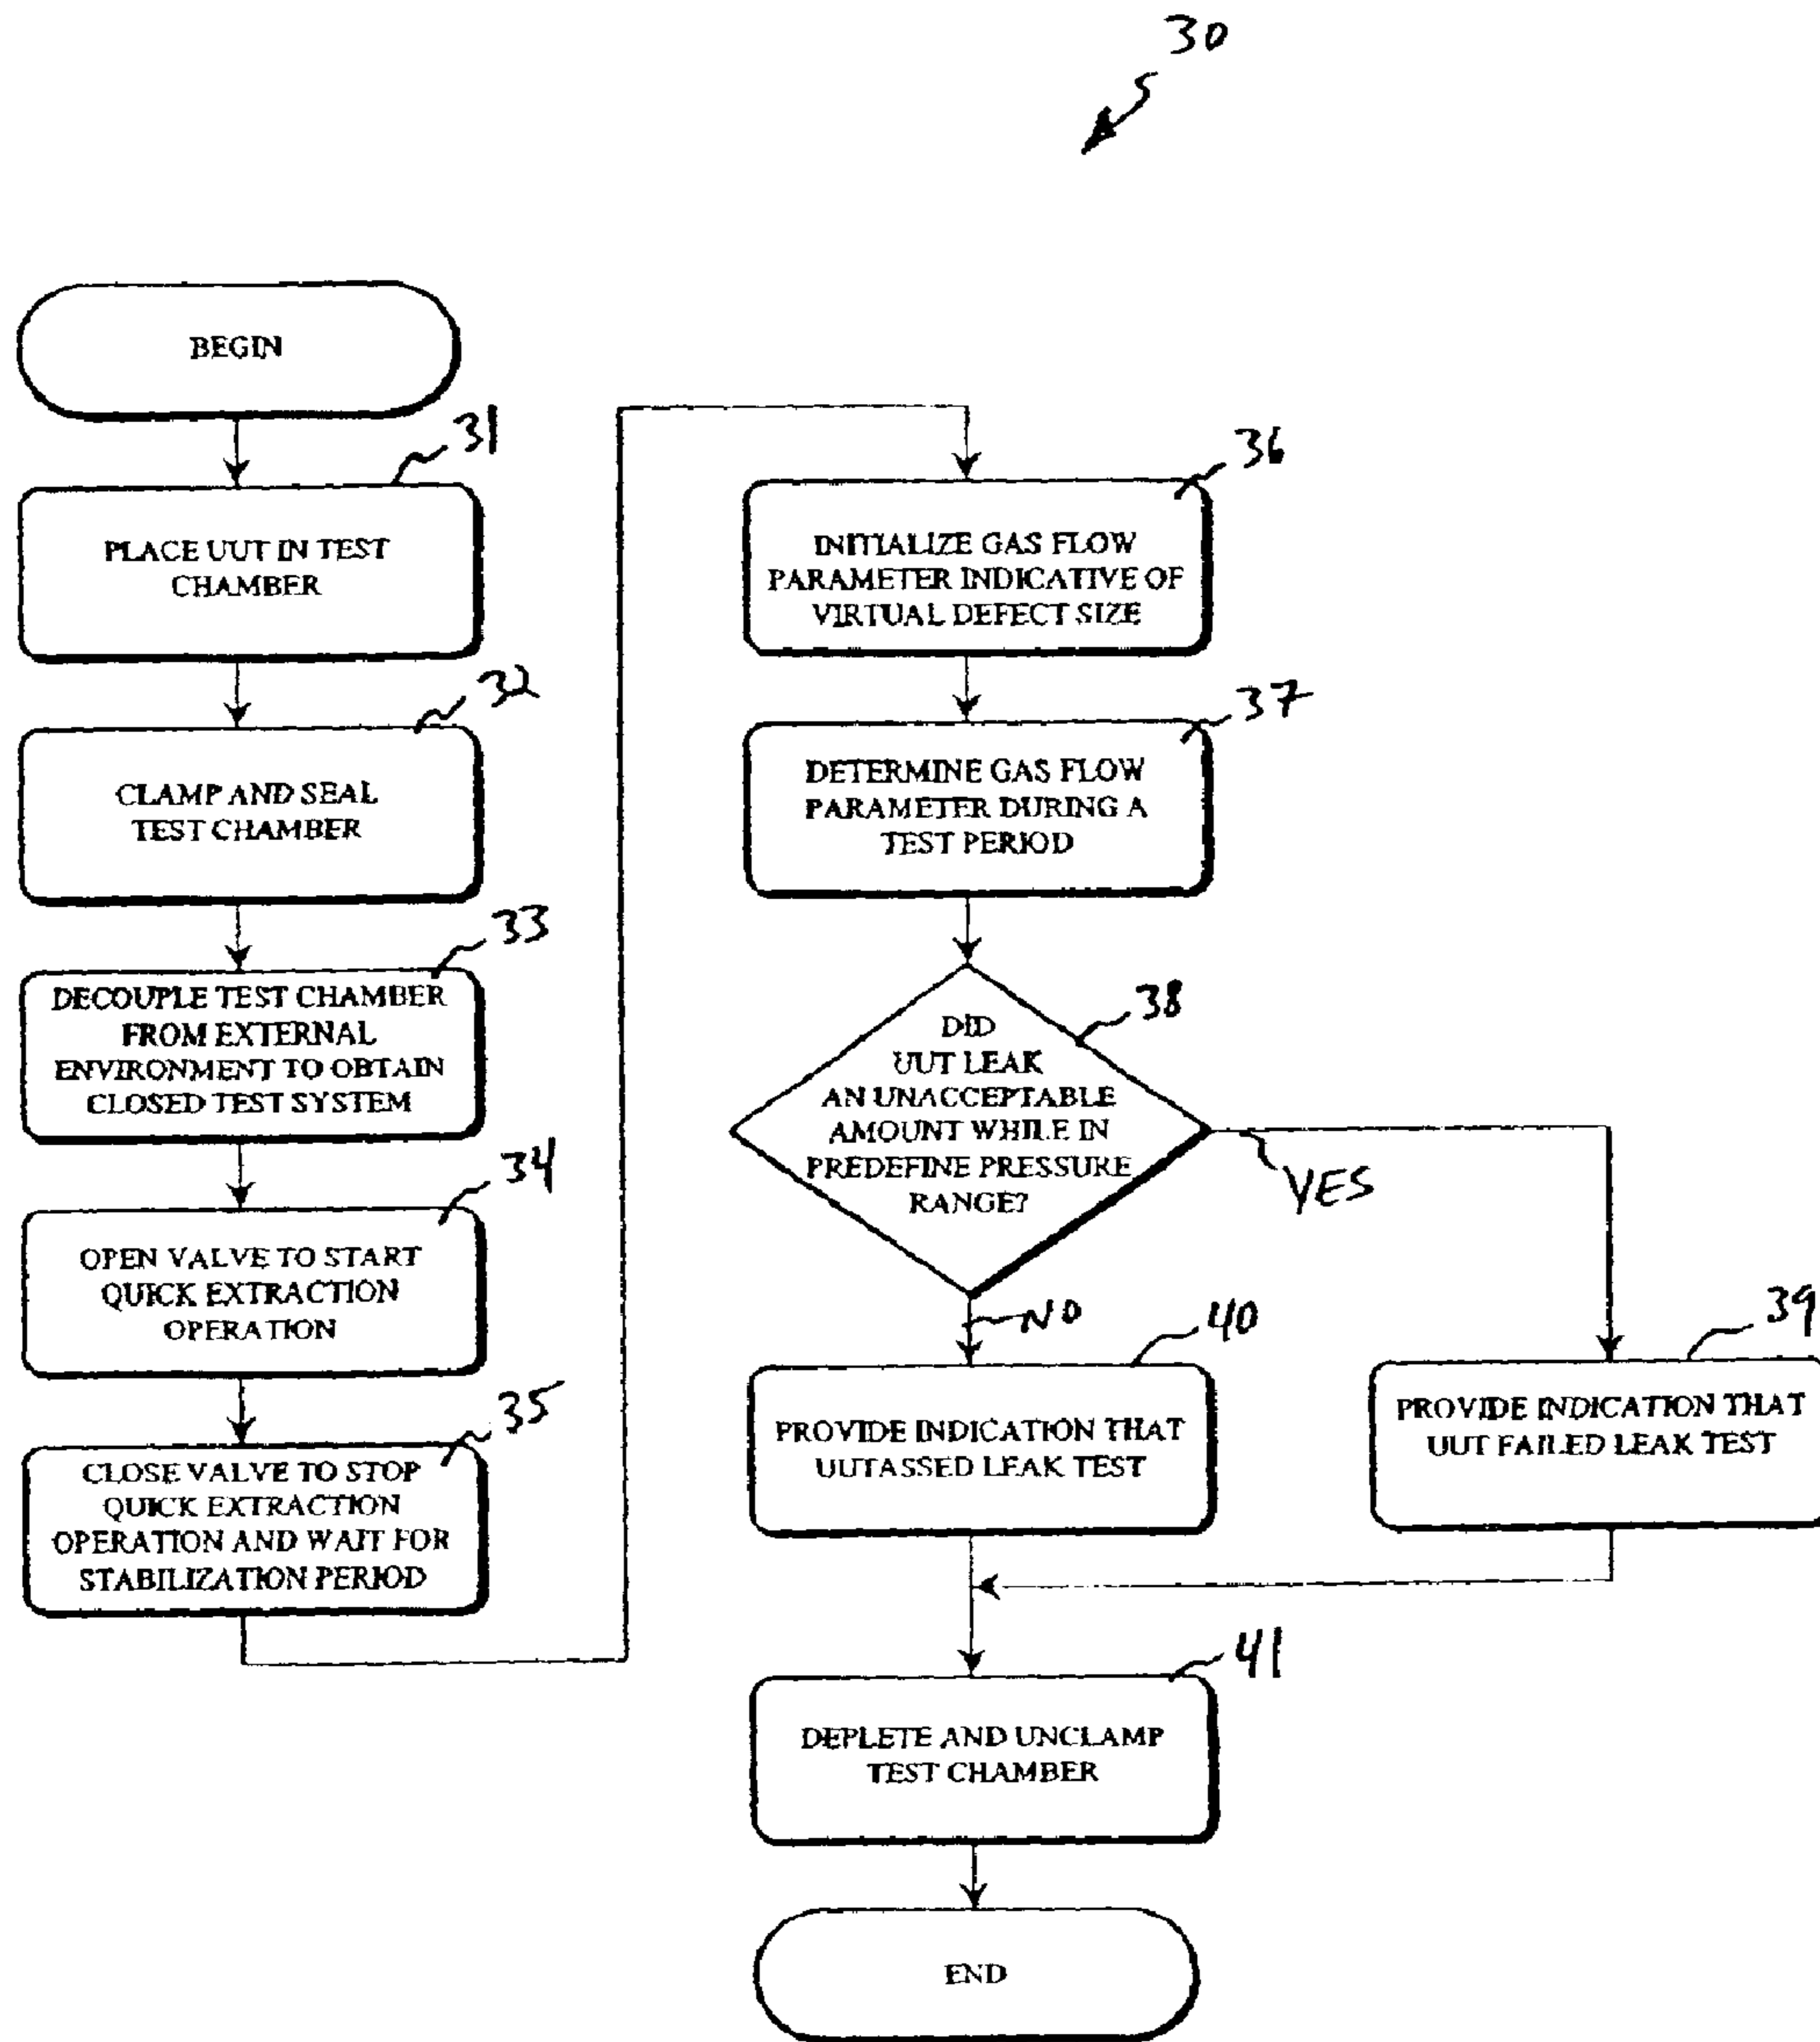 30
BEGIN
31
PLACE UUT IN TEST
CHAMBER
32
CLAMP AND SEAL
TEST CHAMBER
33
DECOUPLE TEST CHAMBER
FROM EXTERNAL
ENVIRONMENT TO OBTAIN
CLOSED TEST SYSTEM
34
OPEN VALVE TO START
QUICK EXTRACTION
OPERATION
35
CLOSE VALVE TO STOP
QUICK EXTRACTION
OPERATION AND WAIT FOR
STABILIZATION PERIOD
36
INITIALIZE GAS FLOW
PARAMETER INDICATIVE OF
VIRTUAL DEFECT SIZE
37
DETERMINE GAS FLOW
PARAMETER DURING A
TEST PERIOD
38
DID
UUT LEAK
AN UNACCEPTABLE
AMOUNT WHILE IN
PREDEFINE PRESSURE
RANGE?
YES
NO
40
PROVIDE INDICATION THAT
UUTASSED LEAK TEST
39
PROVIDE INDICATION THAT
UUT FAILED LEAK TEST
41
DEPLETE AND UNCLAMP
TEST CHAMBER
END